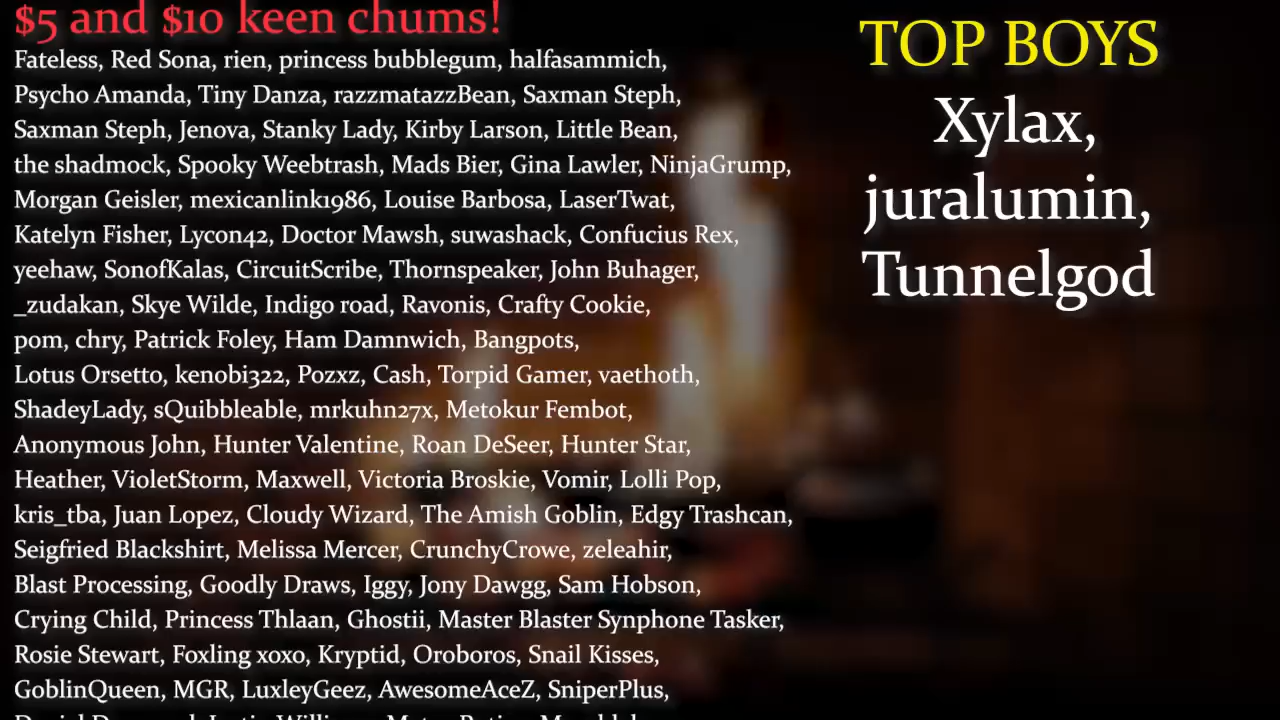 $5 and $10 keen chums!
Fateless, Red Sona, rien, princess bubblegum, halfasammich,
Psycho Amanda, Tiny Danza, razzmatazzBean, Saxman Steph,
Saxman Steph, Jenova, Stanky Lady, Kirby Larson, Little Bean,
the shadmock, Spooky Weebtrash, Mads Bier, Gina Lawler, NinjaGrump,
Morgan Geisler, mexicanlink1986, Louise Barbosa, LaserTwat,
Katelyn Fisher, Lycon42, Doctor Mawsh, suwashack, Confucius Rex,
yeehaw, SonofKalas, CircuitScribe, Thornspeaker, John Buhager,
_zudakan, Skye Wilde, Indigo road, Ravonis, Crafty Cookie,
pom, chry, Patrick Foley, Ham Damnwich, Bangpots,
Lotus Orsetto, kenobi322, Pozxz, Cash, Torpid Gamer, vaethoth,
ShadeyLady, sQuibbleable, mrkuhn27x, Metokur Fembot,
Anonymous John, Hunter Valentine, Roan DeSeer, Hunter Star,
Heather, VioletStorm, Maxwell, Victoria Broskie, Vomir, Lolli Pop,
kris_tba, Juan Lopez, Cloudy Wizard, The Amish Goblin, Edgy Trashcan,
Seigfried Blackshirt, Melissa Mercer, CrunchyCrowe, zeleahir,
Blast Processing, Goodly Draws, Iggy, Jony Dawgg, Sam Hobson,
Crying Child, Princess Thlaan, Ghostii, Master Blaster Synphone Tasker,
Rosie Stewart, Foxling xoxo, Kryptid, Oroboros, Snail Kisses,
GoblinQueen, MGR, LuxleyGeez, AwesomeAceZ, SniperPlus,
TOP BOYS
Xylax,
juralumin,
Tunnelgod